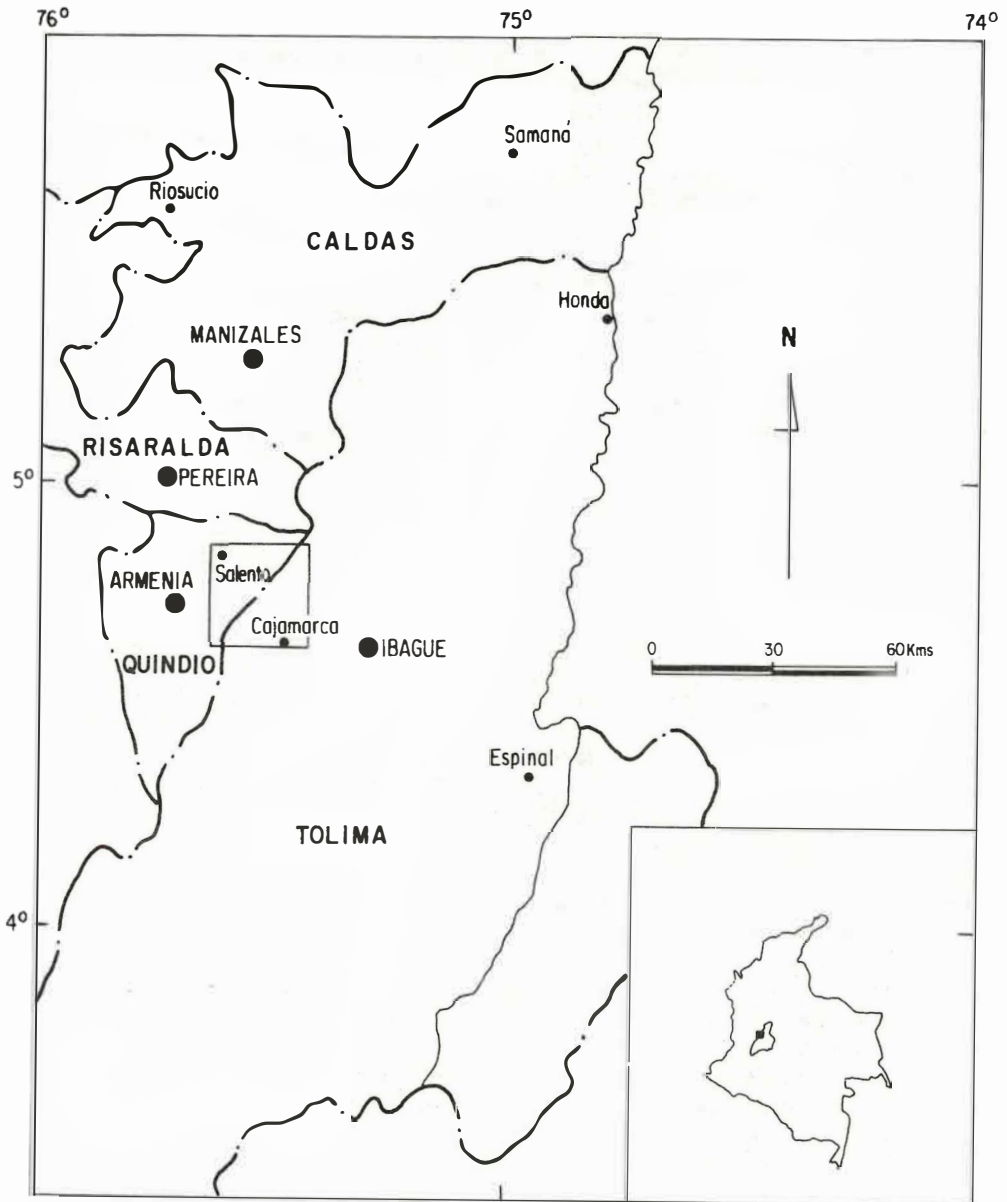 76° 75° 74°
Samaná
Riosucio
CALDAS
Honda
MANIZALES
N
RISARALDA
PEREIRA
5°
Salento
ARMENIA
Cajamarca
IBAGUE
0 30 60 Kms
QUINDIO
Espinal
TOLIMA
4°